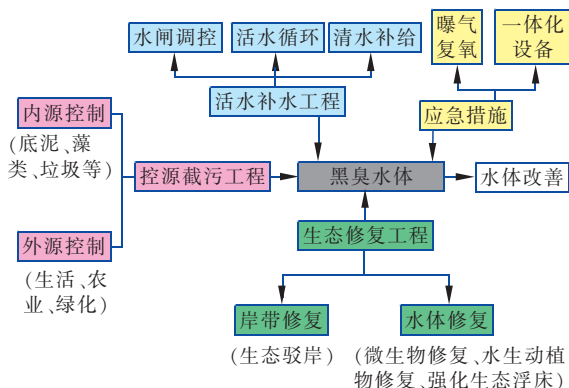 水闸调控
活水循环
清水补给
曝气
复氧
一体化
设备
活水补水工程
应急措施
内源控制
(底泥、藻
类、垃圾等)
控源截污工程
黑臭水体
水体改善
外源控制
(生活、农
业、绿化)
生态修复工程
岸带修复
(生态驳岸)
水体修复
(微生物修复、水生动植
物修复、强化生态浮床)